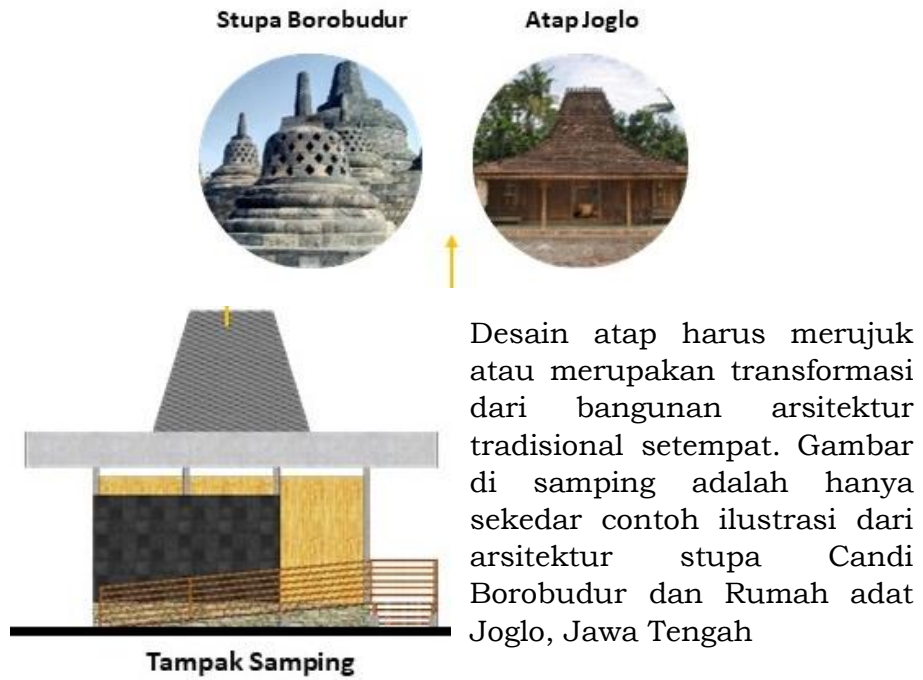 Stupa Borobudur
Atap Joglo
Desain atap harus merujuk
atau merupakan transformasi
dari bangunan arsitektur
tradisional setempat. Gambar
di samping adalah hanya
sekedar contoh ilustrasi dari
arsitektur stupa Candi
Borobudur dan Rumah adat
Joglo, Jawa Tengah
Tampak Samping